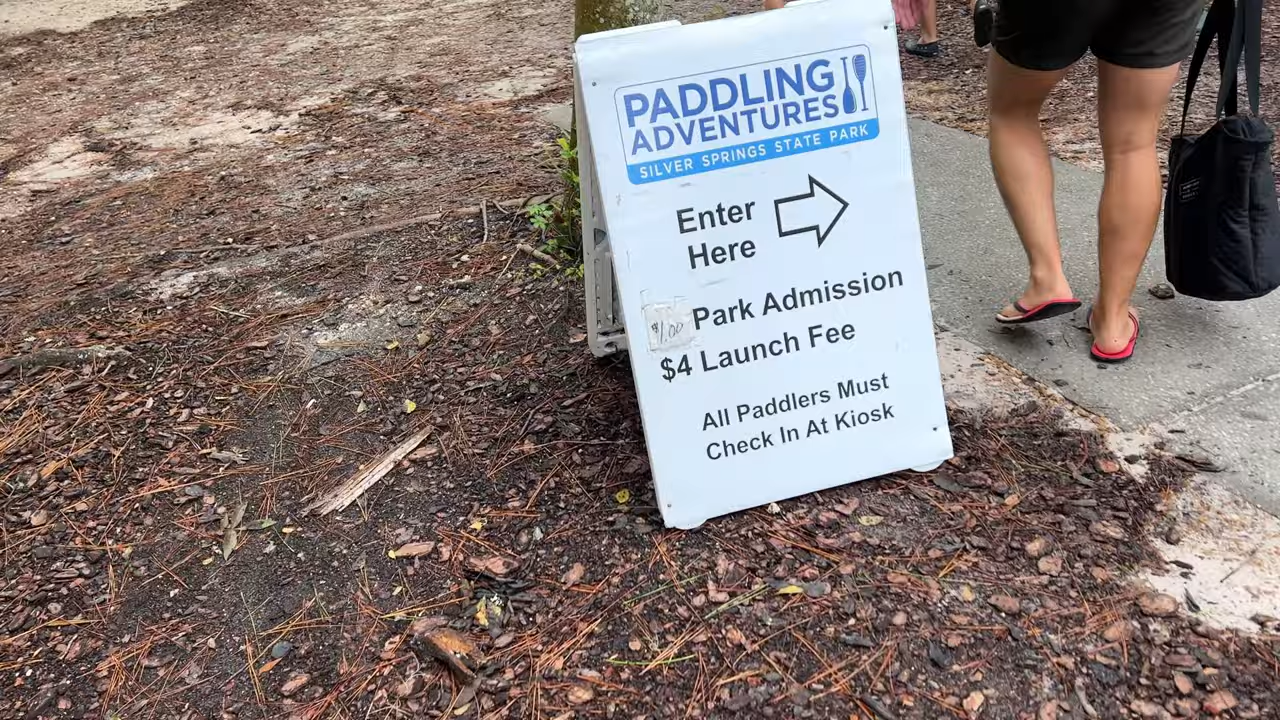 PADDLING
ADVENTURES
SILVER SPRINGS STATE PARK
Enter
Here
$1.00 Park Admission
$4 Launch Fee
All Paddlers Must
Check In At Kiosk